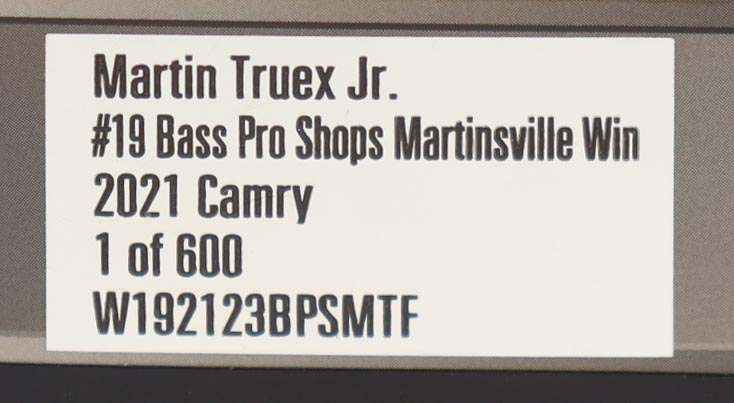 Martin Truex Jr.
#19 Bass Pro Shops Martinsville Win
2021 Camry
1 of 600
W192123BPSMTF